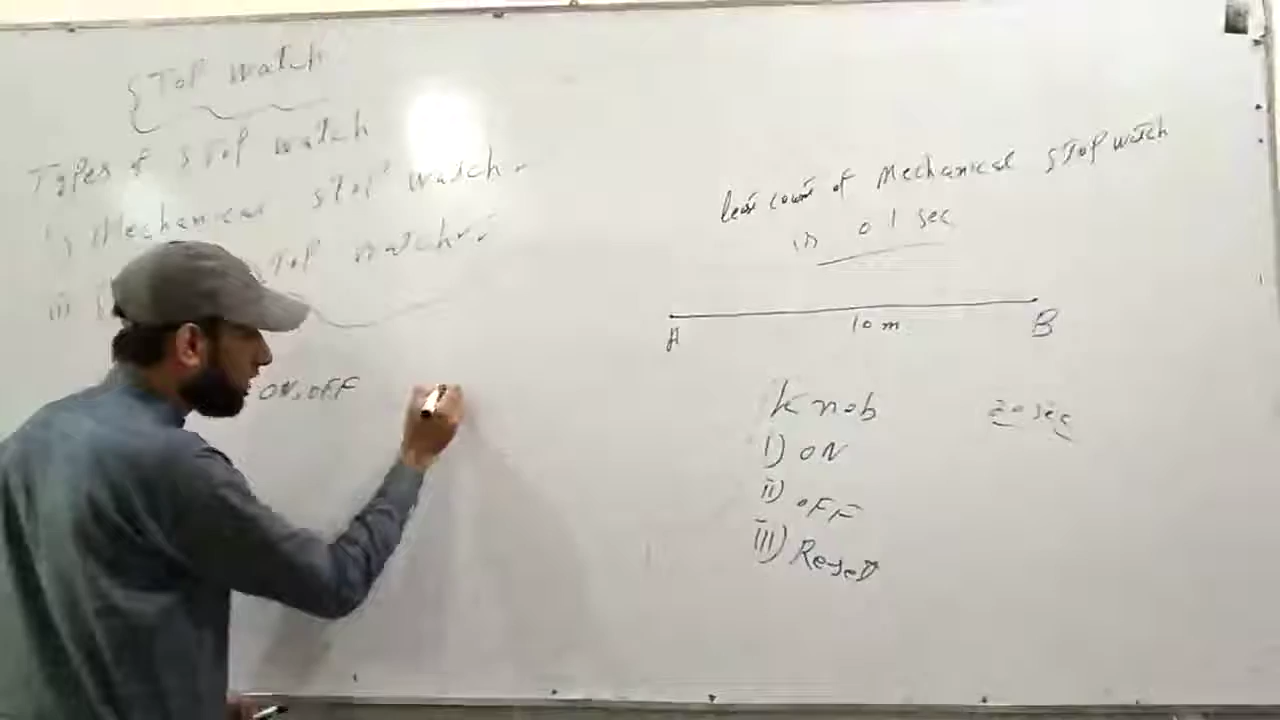 Stop watch
Types of stop watch
i) Mechanical stop watch.
ii) stop watch
ON, OFF
least count of Mechanical stop watch
is 0.1 sec
10 m
A B
Knob
20 sec
i) ON
ii) OFF
iii) Reset